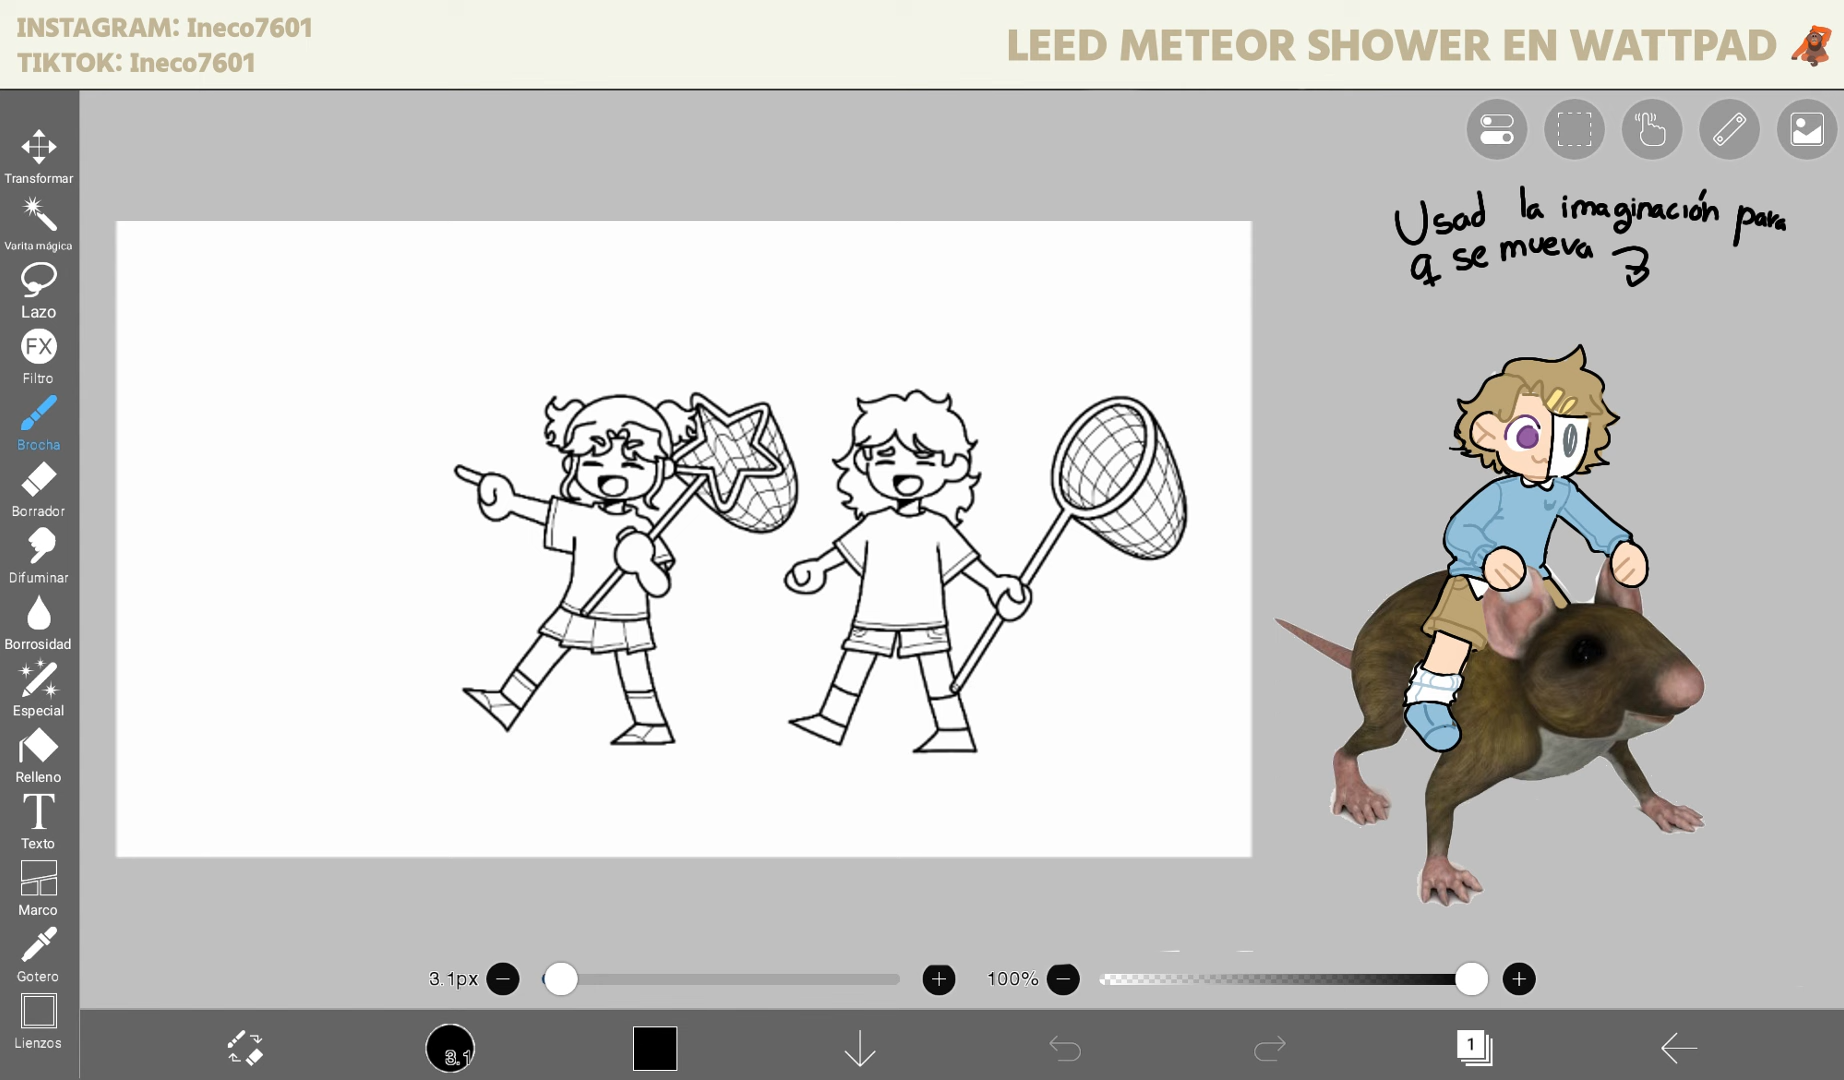 INSTAGRAM: Ineco7601
TIKTOK: Ineco7601
LEED METEOR SHOWER EN WATTPAD
Transformar
Varita mágica
Lazo
FX
Filtro
Brocha
Borrador
Difuminar
Borrosidad
Especial
Relleno
T
Texto
Marco
Gotero
Lienzos
Usad la imaginación para
q se mueva
3.1px
100%
3.1
1